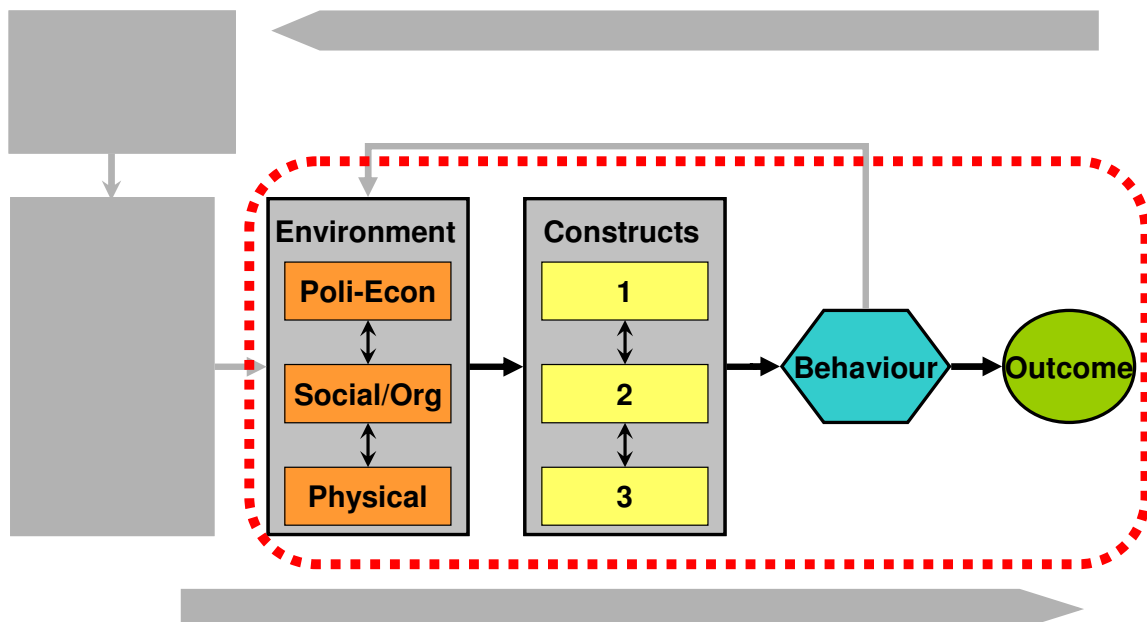 Environment
Poli-Econ
Social/Org
Physical
Constructs
1
2
3
Behaviour
Outcome